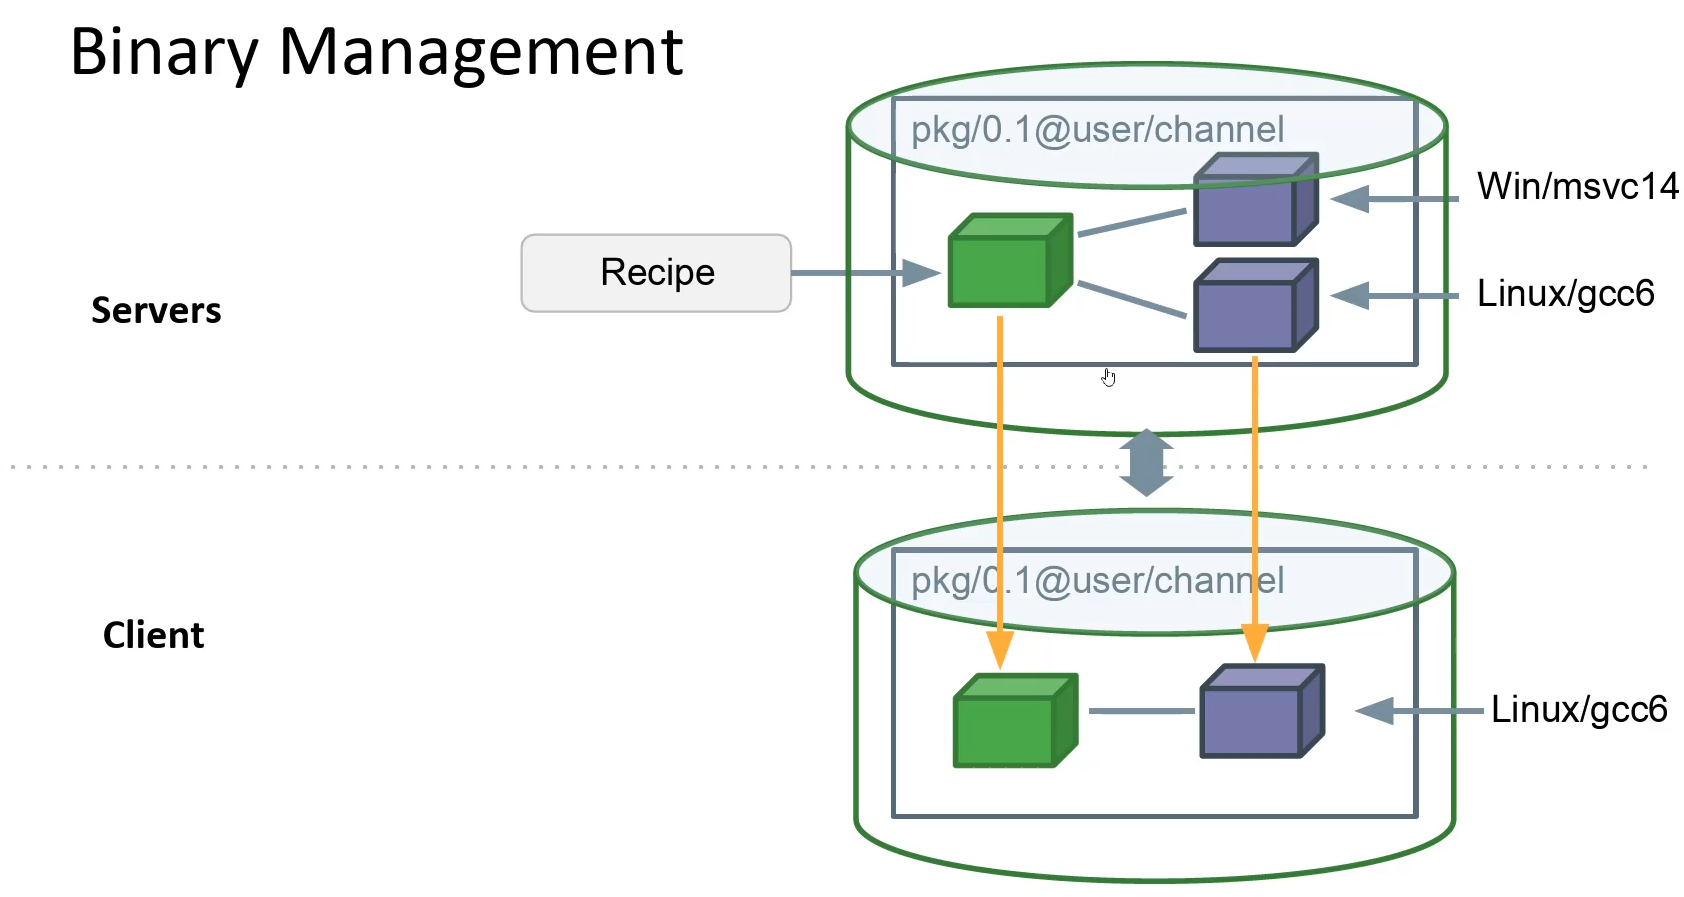 Binary Management
pkg/0.1@user/channel
Win/msvc14
Recipe
Linux/gcc6
Servers
pkg/0.1@user/channel
Client
Linux/gcc6